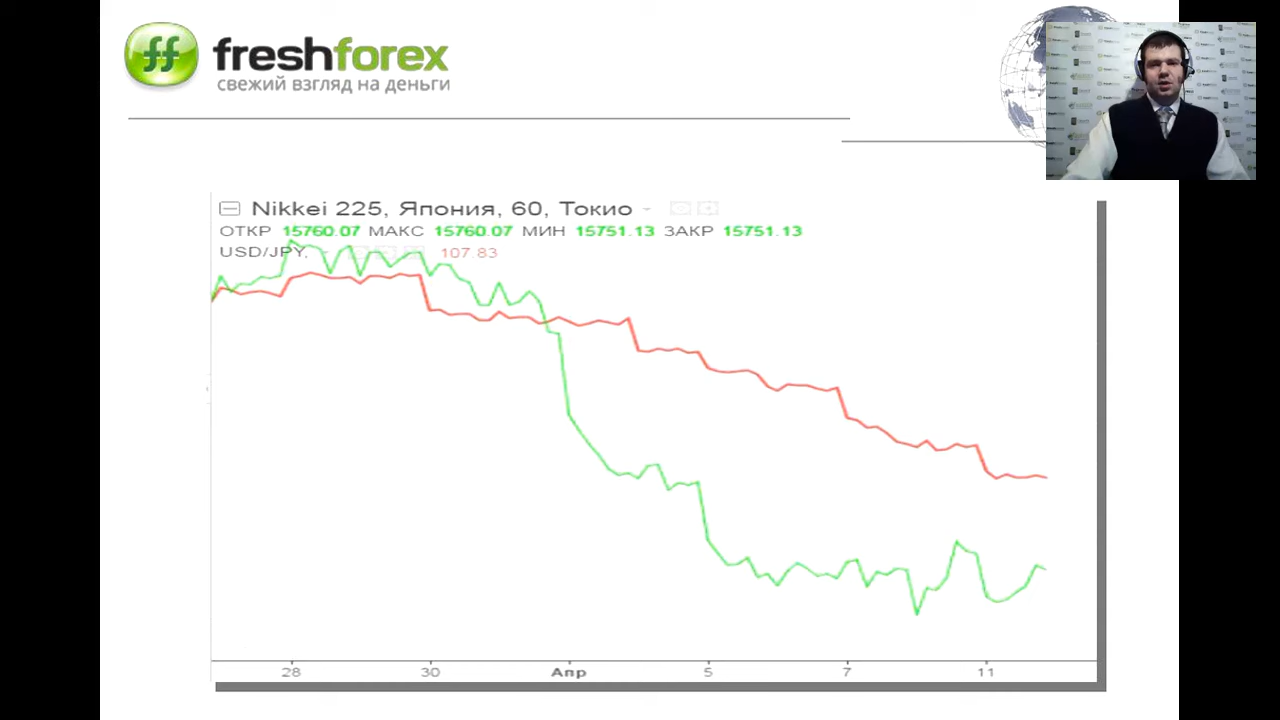 freshforex
свежий взгляд на деньги
Nikkei 225, Япония, 60, Токио
ОТКР 15760.07 МАКС 15760.07 МИН 15751.13 ЗАКР 15751.13
USD/JPY, 107.83
28 30 Апр 5 7 11